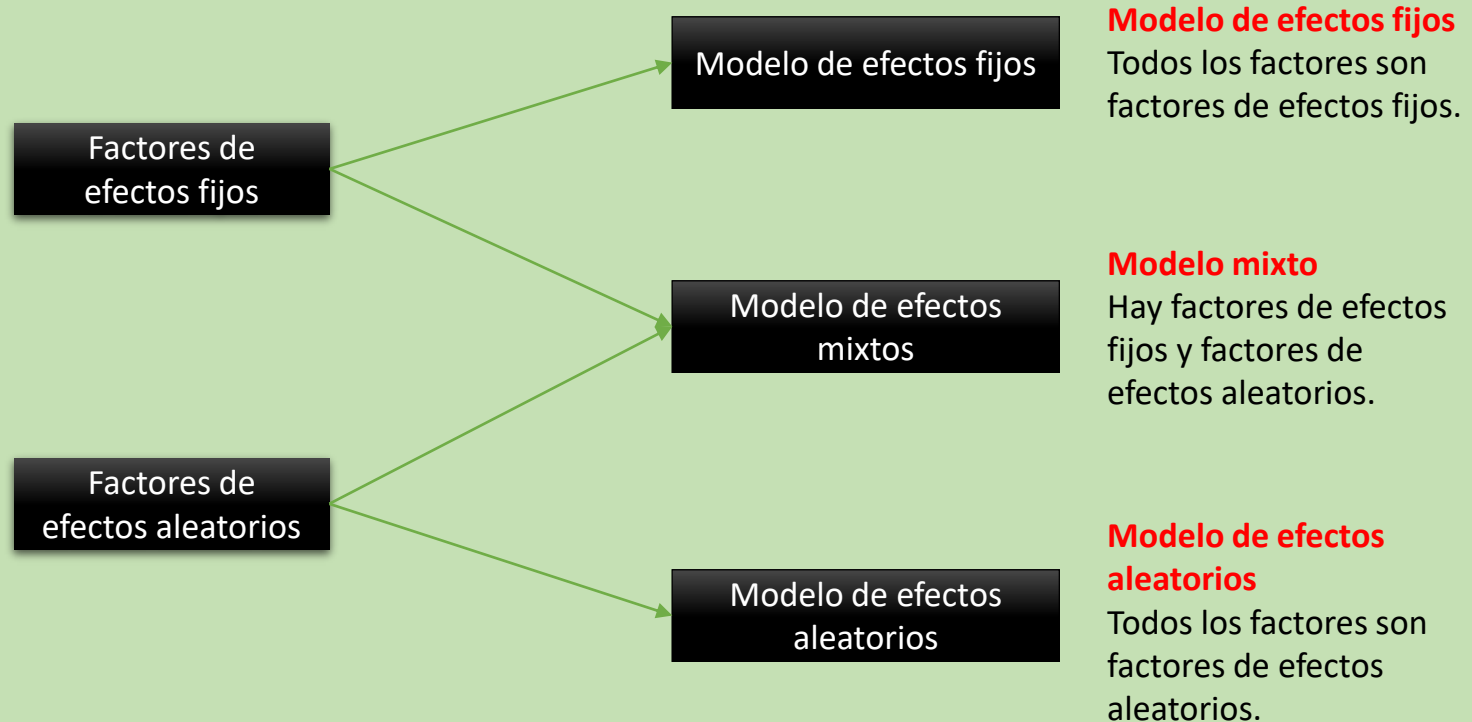 Factores de
efectos fijos
Factores de
efectos aleatorios
Modelo de efectos fijos
Modelo de efectos
mixtos
Modelo de efectos
aleatorios
Modelo de efectos fijos
Todos los factores son
factores de efectos fijos.
Modelo mixto
Hay factores de efectos
fijos y factores de
efectos aleatorios.
Modelo de efectos
aleatorios
Todos los factores son
factores de efectos
aleatorios.